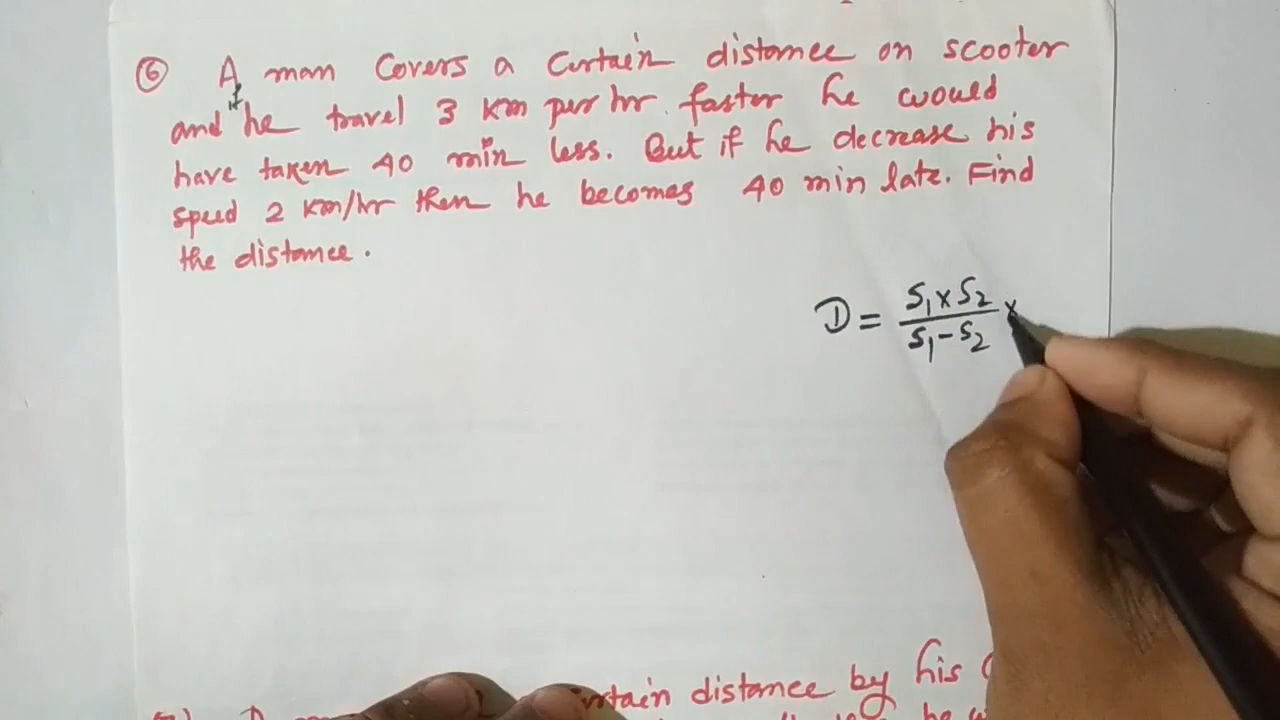 ⑥ A man covers a certain distance on scooter
and if he travel 3 km per hr. faster he would
have taken 40 min less. But if he decrease his
speed 2 km/hr then he becomes 40 min late. Find
the distance.
D = S₁ x S₂ / S₁ - S₂ x
distance by his